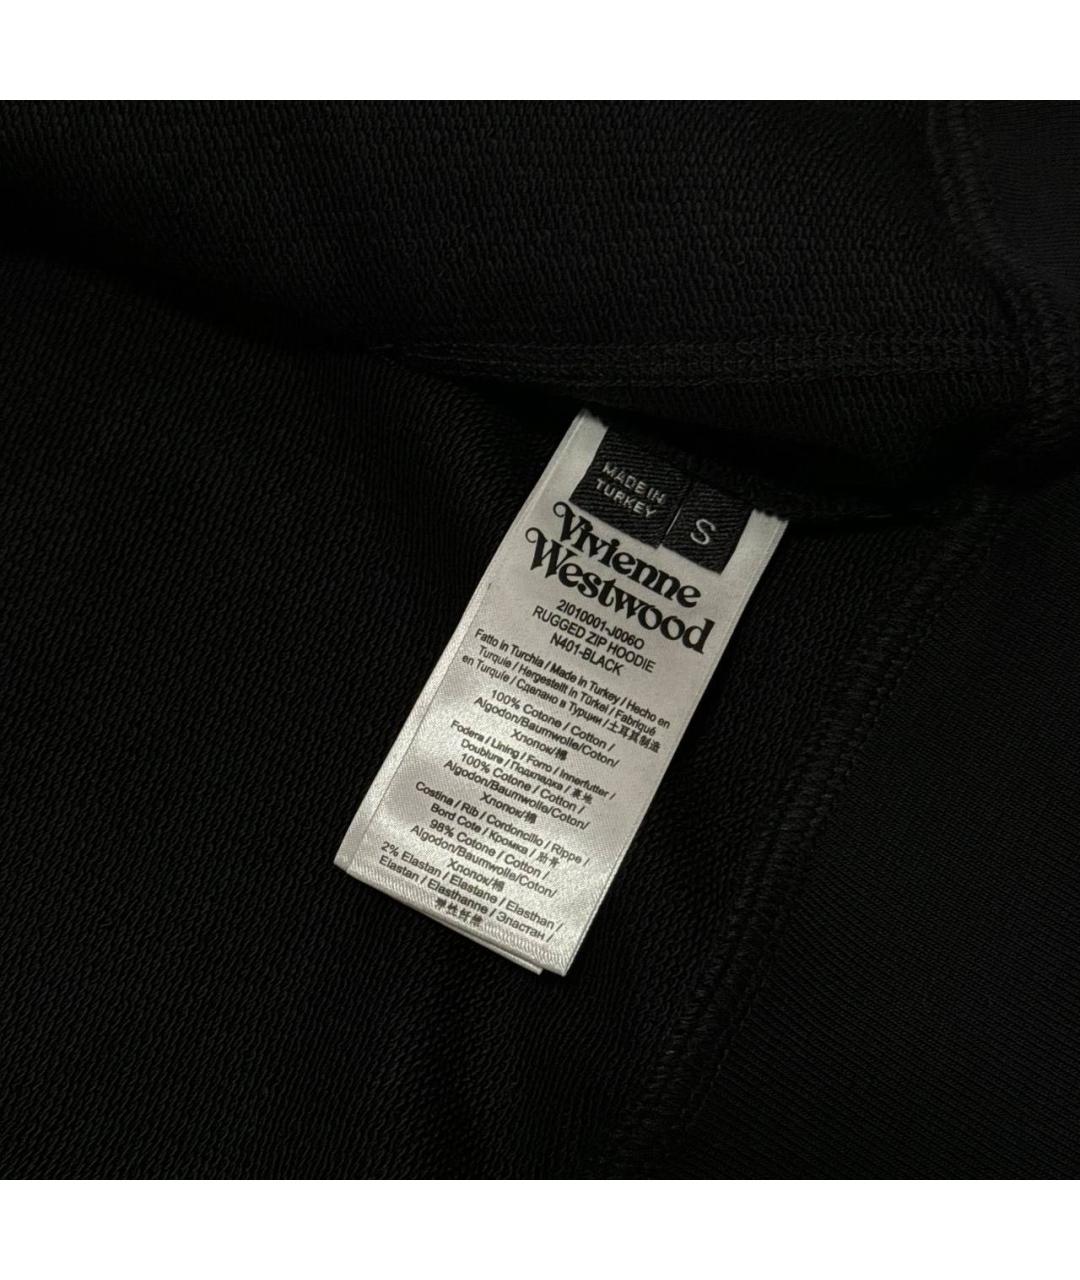 MADE IN
TURKEY
S
Vivienne
Westwood
2I010001-J006O
RUGGED ZIP HOODIE
N401-BLACK
Fatto in Turchia / Made in Turkey / Hecho en
Turquie / Hergestellt in Türkei / Fabriqué
en Turquie / Сделано в Турции / 土耳其制造
100% Cotone / Cotton /
Algodon/Baumwolle/Coton/
Хлопок/棉
Fodera / Lining / Forro / Innerfutter /
Doublure / Подкладка / 裏地
100% Cotone / Cotton /
Algodon/Baumwolle/Coton/
Хлопок/棉
Costina / Rib / Cordoncillo / Rippe /
Bord Cote / Кромка / 肋骨
98% Cotone / Cotton /
Algodon/Baumwolle/Coton/
Хлопок/棉
2% Elastan / Elastane / Elasthan /
Elastan / Elasthanne / Эластан /
弹性纤维